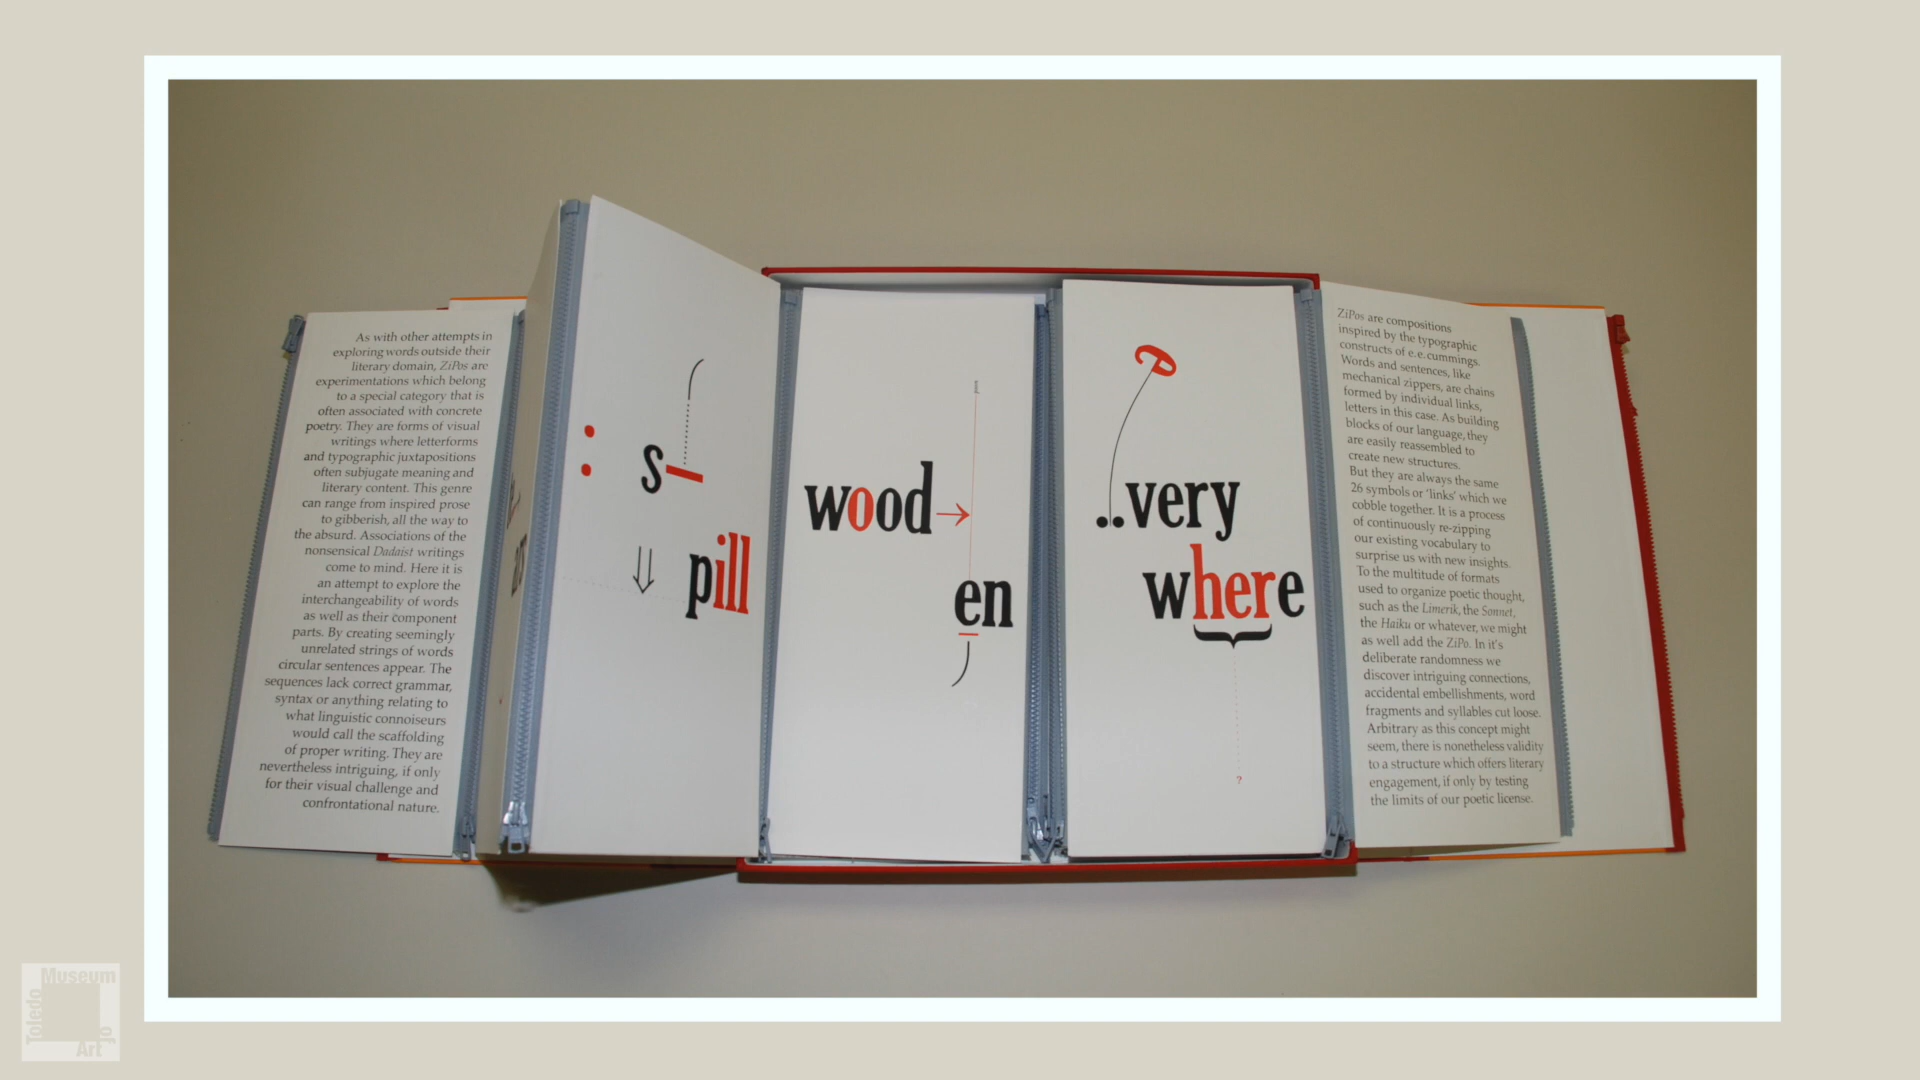 As with other attempts in
exploring words outside their
literary domain, ZiPos are
experimentations which belong
to a special category that is
often associated with concrete
poetry. They are forms of visual
writings where letterforms
and typographic juxtapositions
often subjugate meaning and
literary content. This genre
can range from inspired prose
to gibberish, all the way to
the absurd. Associations of the
nonsensical Dadaist writings
come to mind. Here it is
an attempt to explore the
interchangeability of words
as well as their component
parts. By creating seemingly
unrelated strings of words
circular sentences appear. The
sequences lack correct grammar,
syntax or anything relating to
what linguistic connoiseurs
would call the scaffolding
of proper writing. They are
nevertheless intriguing, if only
for their visual challenge and
confrontational nature.
: s
pill
wood
en
e
..very
where
?
ZiPos are compositions
inspired by the typographic
constructs of e.e.cummings.
Words and sentences, like
mechanical zippers, are chains
formed by individual links,
letters in this case. As building
blocks of our language, they
are easily reassembled to
create new structures.
But they are always the same
26 symbols or 'links' which we
cobble together. It is a process
of continuously re-zipping
our existing vocabulary to
surprise us with new insights.
To the multitude of formats
used to organize poetic thought,
such as the Limerik, the Sonnet,
the Haiku or whatever, we might
as well add the ZiPo. In it's
deliberate randomness we
discover intriguing connections,
accidental embellishments, word
fragments and syllables cut loose.
Arbitrary as this concept might
seem, there is nonetheless validity
to a structure which offers literary
engagement, if only by testing
the limits of our poetic license.
Toledo
Museum
of
Art